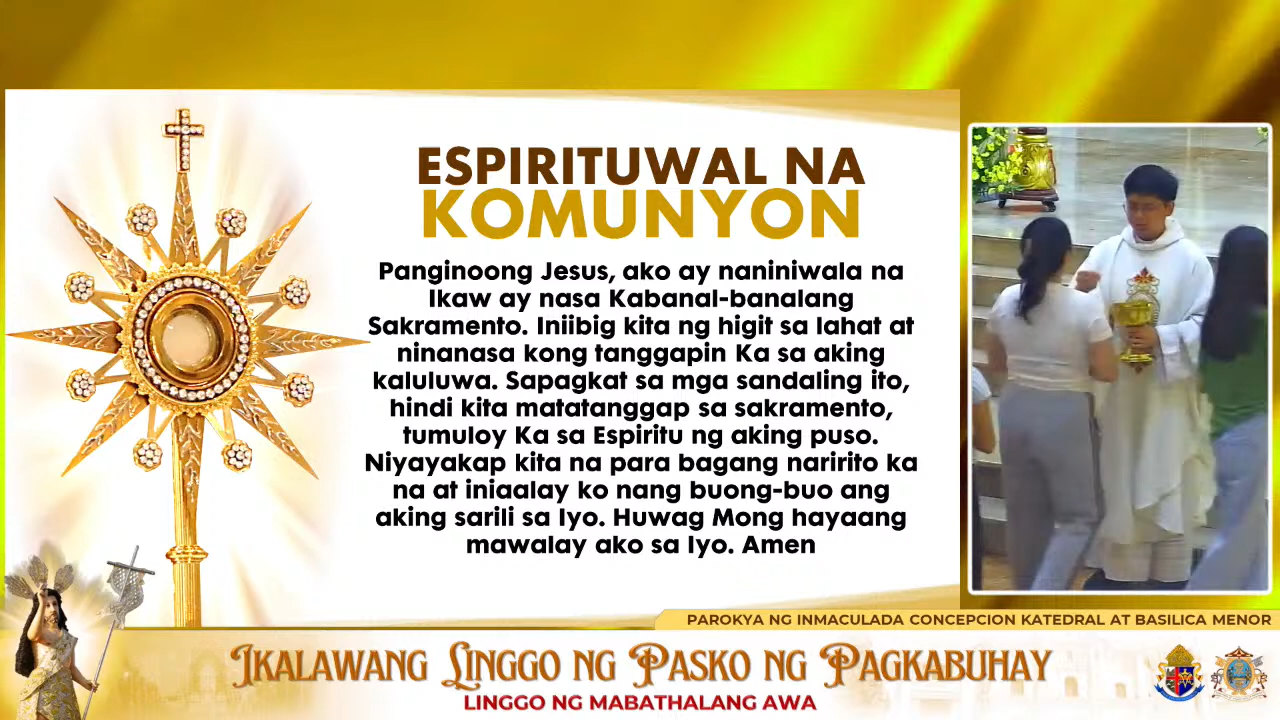 ESPIRITUWAL NA
KOMUNYON
Panginoong Jesus, ako ay naniniwala na
Ikaw ay nasa Kabanal-banalang
Sakramento. Iniibig kita ng higit sa lahat at
ninanasa kong tanggapin Ka sa aking
kaluluwa. Sapagkat sa mga sandaling ito,
hindi kita matatanggap sa sakramento,
tumuloy Ka sa Espiritu ng aking puso.
Niyayakap kita na para bagang naririto ka
na at iniaalay ko nang buong-buo ang
aking sarili sa Iyo. Huwag Mong hayaang
mawalay ako sa Iyo. Amen
PAROKYA NG INMACULADA CONCEPCION KATEDRAL AT BASILICA MENOR
IKALAWANG LINGGO NG PASKO NG PAGKABUHAY
LINGGO NG MABATHALANG AWA